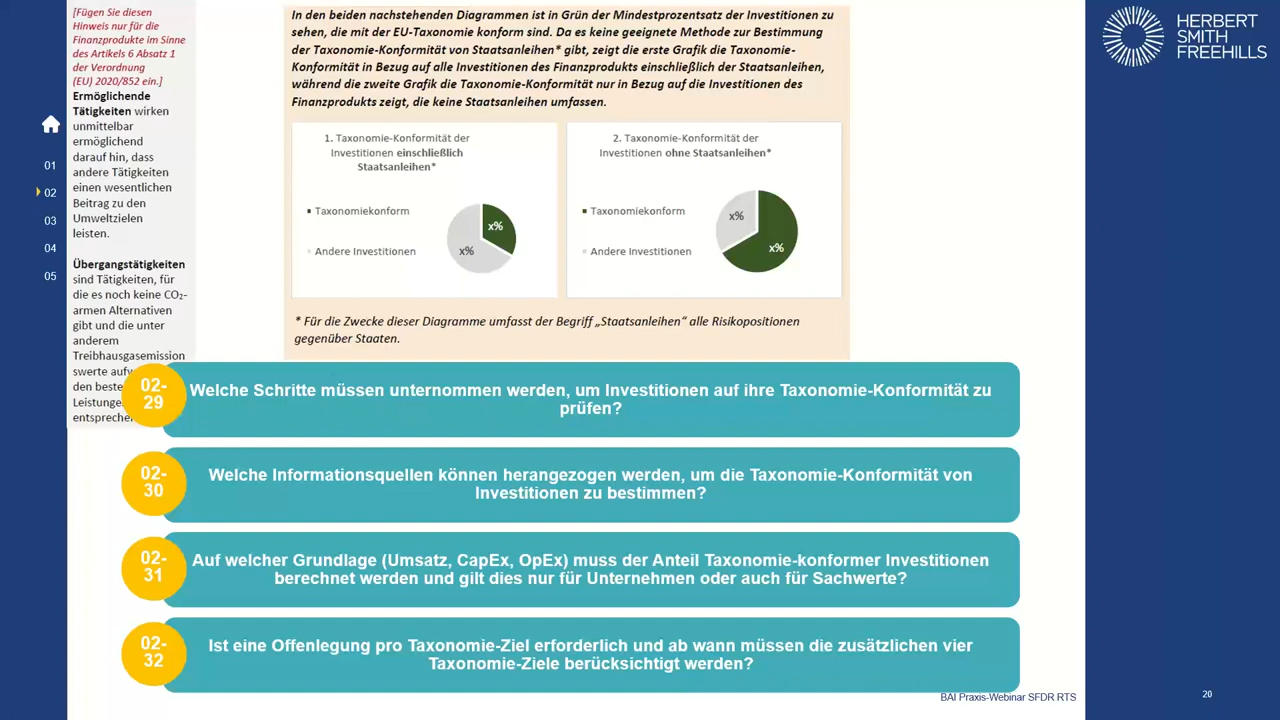 [Fügen Sie diesen
Hinweis nur für die
Finanzprodukte im Sinne
des Artikels 6 Absatz 1
der Verordnung
(EU) 2020/852 ein.]
Ermöglichende
Tätigkeiten wirken
unmittelbar
ermöglichend
darauf hin, dass
andere Tätigkeiten
einen wesentlichen
Beitrag zu den
Umweltzielen
leisten.
Übergangstätigkeiten
sind Tätigkeiten, für
die es noch keine CO₂-
armen Alternativen
gibt und die unter
anderem
Treibhausgasemission
swerte
den
01
02
03
04
05
In den beiden nachstehenden Diagrammen ist in Grün der Mindestprozentsatz der Investitionen zu
sehen, die mit der EU-Taxonomie konform sind. Da es keine geeignete Methode zur Bestimmung
der Taxonomie-Konformität von Staatsanleihen* gibt, zeigt die erste Grafik die Taxonomie-
Konformität in Bezug auf alle Investitionen des Finanzprodukts einschließlich der Staatsanleihen,
während die zweite Grafik die Taxonomie-Konformität nur in Bezug auf die Investitionen des
Finanzprodukts zeigt, die keine Staatsanleihen umfassen.
1. Taxonomie-Konformität der
Investitionen einschließlich
Staatsanleihen*
Taxonomiekonform
Andere Investitionen
x%
x%
2. Taxonomie-Konformität der
Investitionen ohne Staatsanleihen*
Taxonomiekonform
Andere Investitionen
x%
x%
* Für die Zwecke dieser Diagramme umfasst der Begriff „Staatsanleihen“ alle Risikopositionen
gegenüber Staaten.
02-
29
Welche Schritte müssen unternommen werden, um Investitionen auf ihre Taxonomie-Konformität zu
prüfen?
02-
30
Welche Informationsquellen können herangezogen werden, um die Taxonomie-Konformität von
Investitionen zu bestimmen?
02-
31
Auf welcher Grundlage (Umsatz, CapEx, OpEx) muss der Anteil Taxonomie-konformer Investitionen
berechnet werden und gilt dies nur für Unternehmen oder auch für Sachwerte?
02-
32
Ist eine Offenlegung pro Taxonomie-Ziel erforderlich und ab wann müssen die zusätzlichen vier
Taxonomie-Ziele berücksichtigt werden?
BAI Praxis-Webinar SFDR RTS
20
HERBERT
SMITH
FREEHILLS